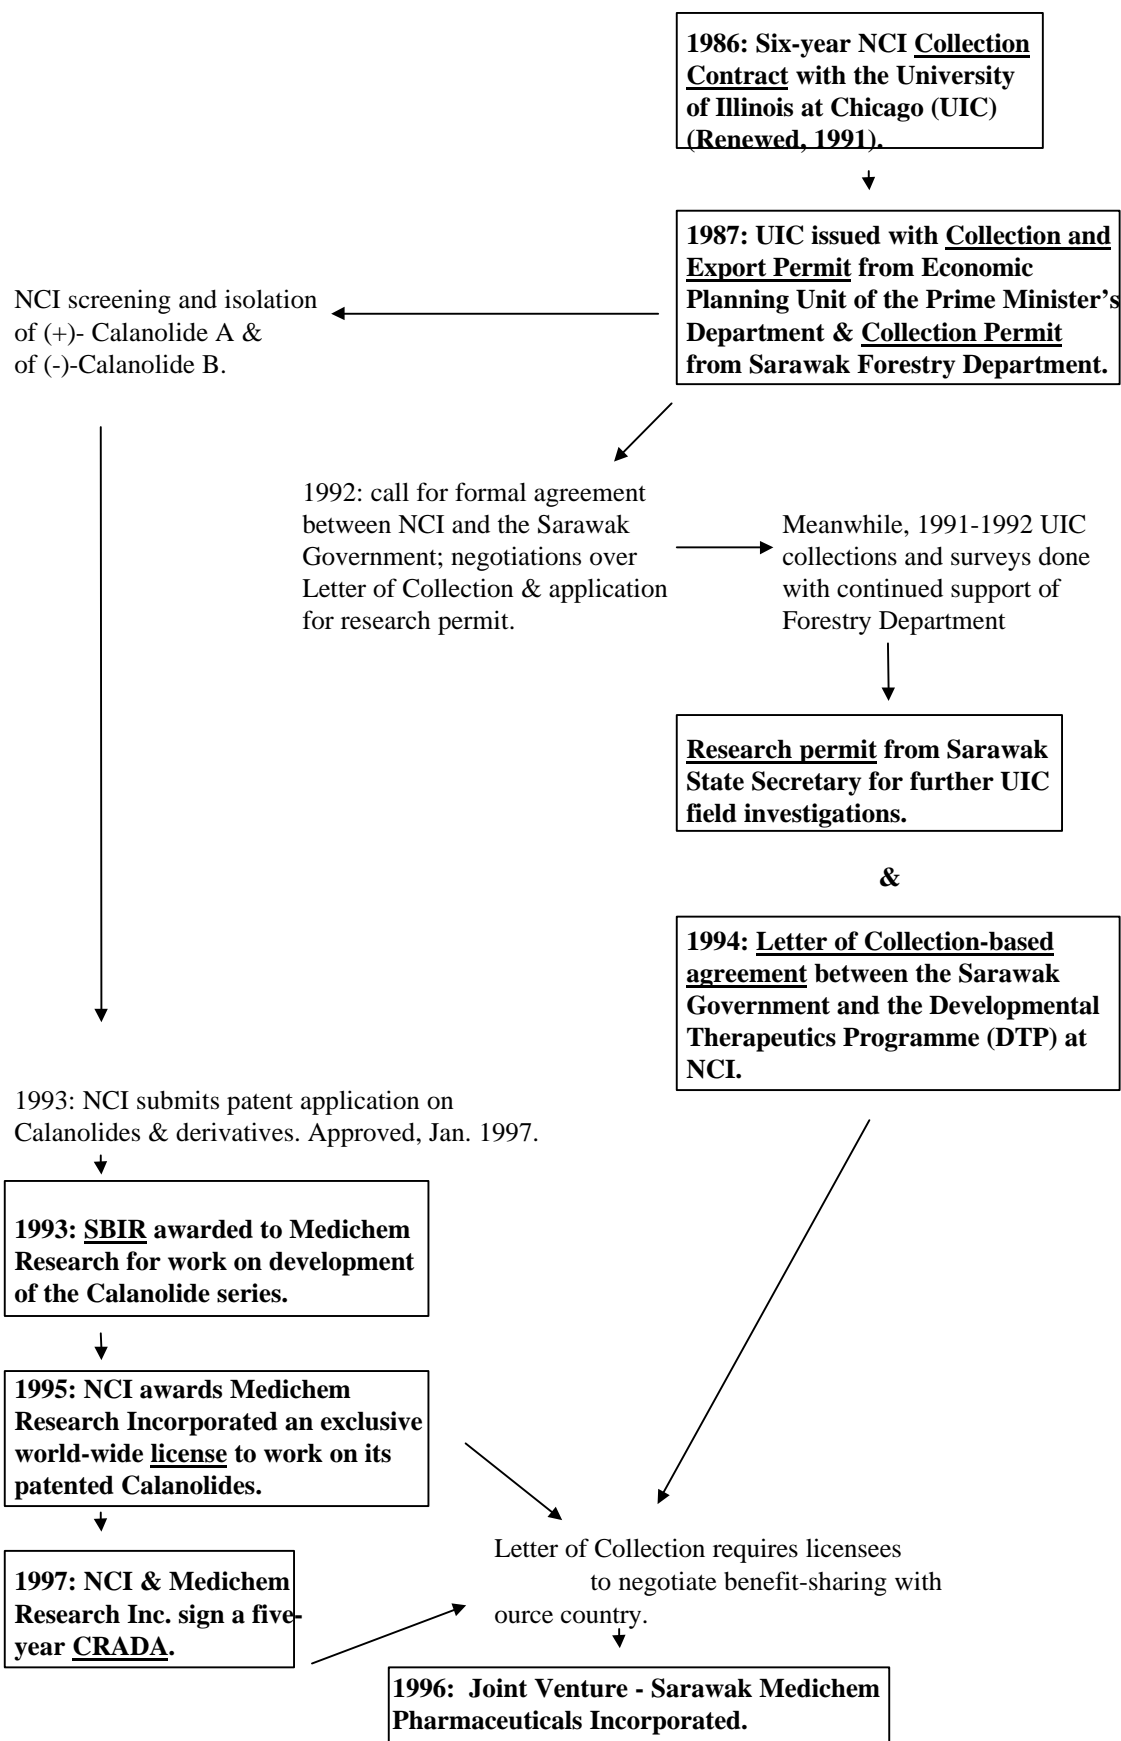 1986: Six-year NCI Collection
Contract with the University
of Illinois at Chicago (UIC)
(Renewed, 1991).
1987: UIC issued with Collection and
Export Permit from Economic
Planning Unit of the Prime Minister's
Department & Collection Permit
from Sarawak Forestry Department.
NCI screening and isolation
of (+)- Calanolide A &
of (-)-Calanolide B.
1992: call for formal agreement
between NCI and the Sarawak
Government; negotiations over
Letter of Collection & application
for research permit.
Meanwhile, 1991-1992 UIC
collections and surveys done
with continued support of
Forestry Department
Research permit from Sarawak
State Secretary for further UIC
field investigations.
&
1994: Letter of Collection-based
agreement between the Sarawak
Government and the Developmental
Therapeutics Programme (DTP) at
NCI.
1993: NCI submits patent application on
Calanolides & derivatives. Approved, Jan. 1997.
1993: SBIR awarded to Medichem
Research for work on development
of the Calanolide series.
1995: NCI awards Medichem
Research Incorporated an exclusive
world-wide license to work on its
patented Calanolides.
1997: NCI & Medichem
Research Inc. sign a five-
year CRADA.
Letter of Collection requires licensees
to negotiate benefit-sharing with
ource country.
1996: Joint Venture - Sarawak Medichem
Pharmaceuticals Incorporated.